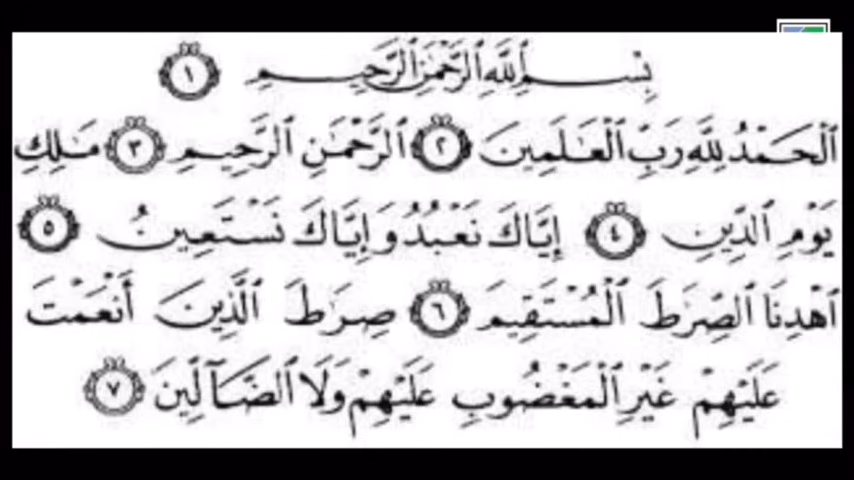 بِسْمِ ٱللَّهِ ٱلرَّحْمَٰنِ ٱلرَّحِيمِ ١
ٱلْحَمْدُ لِلَّهِ رَبِّ ٱلْعَٰلَمِينَ ٢ ٱلرَّحْمَٰنِ ٱلرَّحِيمِ ٣ مَٰلِكِ
يَوْمِ ٱلدِّينِ ٤ إِيَّاكَ نَعْبُدُ وَإِيَّاكَ نَسْتَعِينُ ٥
ٱهْدِنَا ٱلصِّرَٰطَ ٱلْمُسْتَقِيمَ ٦ صِرَٰطَ ٱلَّذِينَ أَنْعَمْتَ
عَلَيْهِمْ غَيْرِ ٱلْمَغْضُوبِ عَلَيْهِمْ وَلَا ٱلضَّآلِّينَ ٧